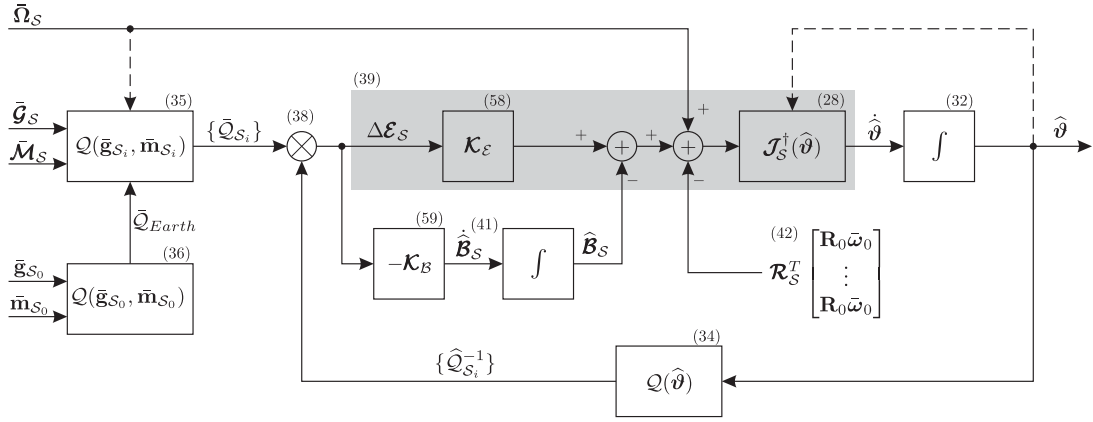 Ω̄_𝒮
(35)
𝒢̄_𝒮
ℳ̄_𝒮
𝒬(ḡ_{𝒮_i}, m̄_{𝒮_i})
{𝒬̄_{𝒮_i}}
(38)
(39)
Δℰ_𝒮
(58)
𝒦_ℰ
+
+
+
+
−
+
−
(28)
𝒥_𝒮^†(ϑ̂)
ϑ̂̇
(32)
∫
ϑ̂
𝒬̄_{Earth}
(36)
ḡ_{𝒮_0}
m̄_{𝒮_0}
𝒬(ḡ_{𝒮_0}, m̄_{𝒮_0})
(59)
−𝒦_ℬ
(41)
ℬ̂̇_𝒮
∫
ℬ̂_𝒮
(42)
ℛ_𝒮^T
[R_0 ω̄_0
⋮
R_0 ω̄_0]
{𝒬̂_{𝒮_i}^{−1}}
(34)
𝒬(ϑ̂)